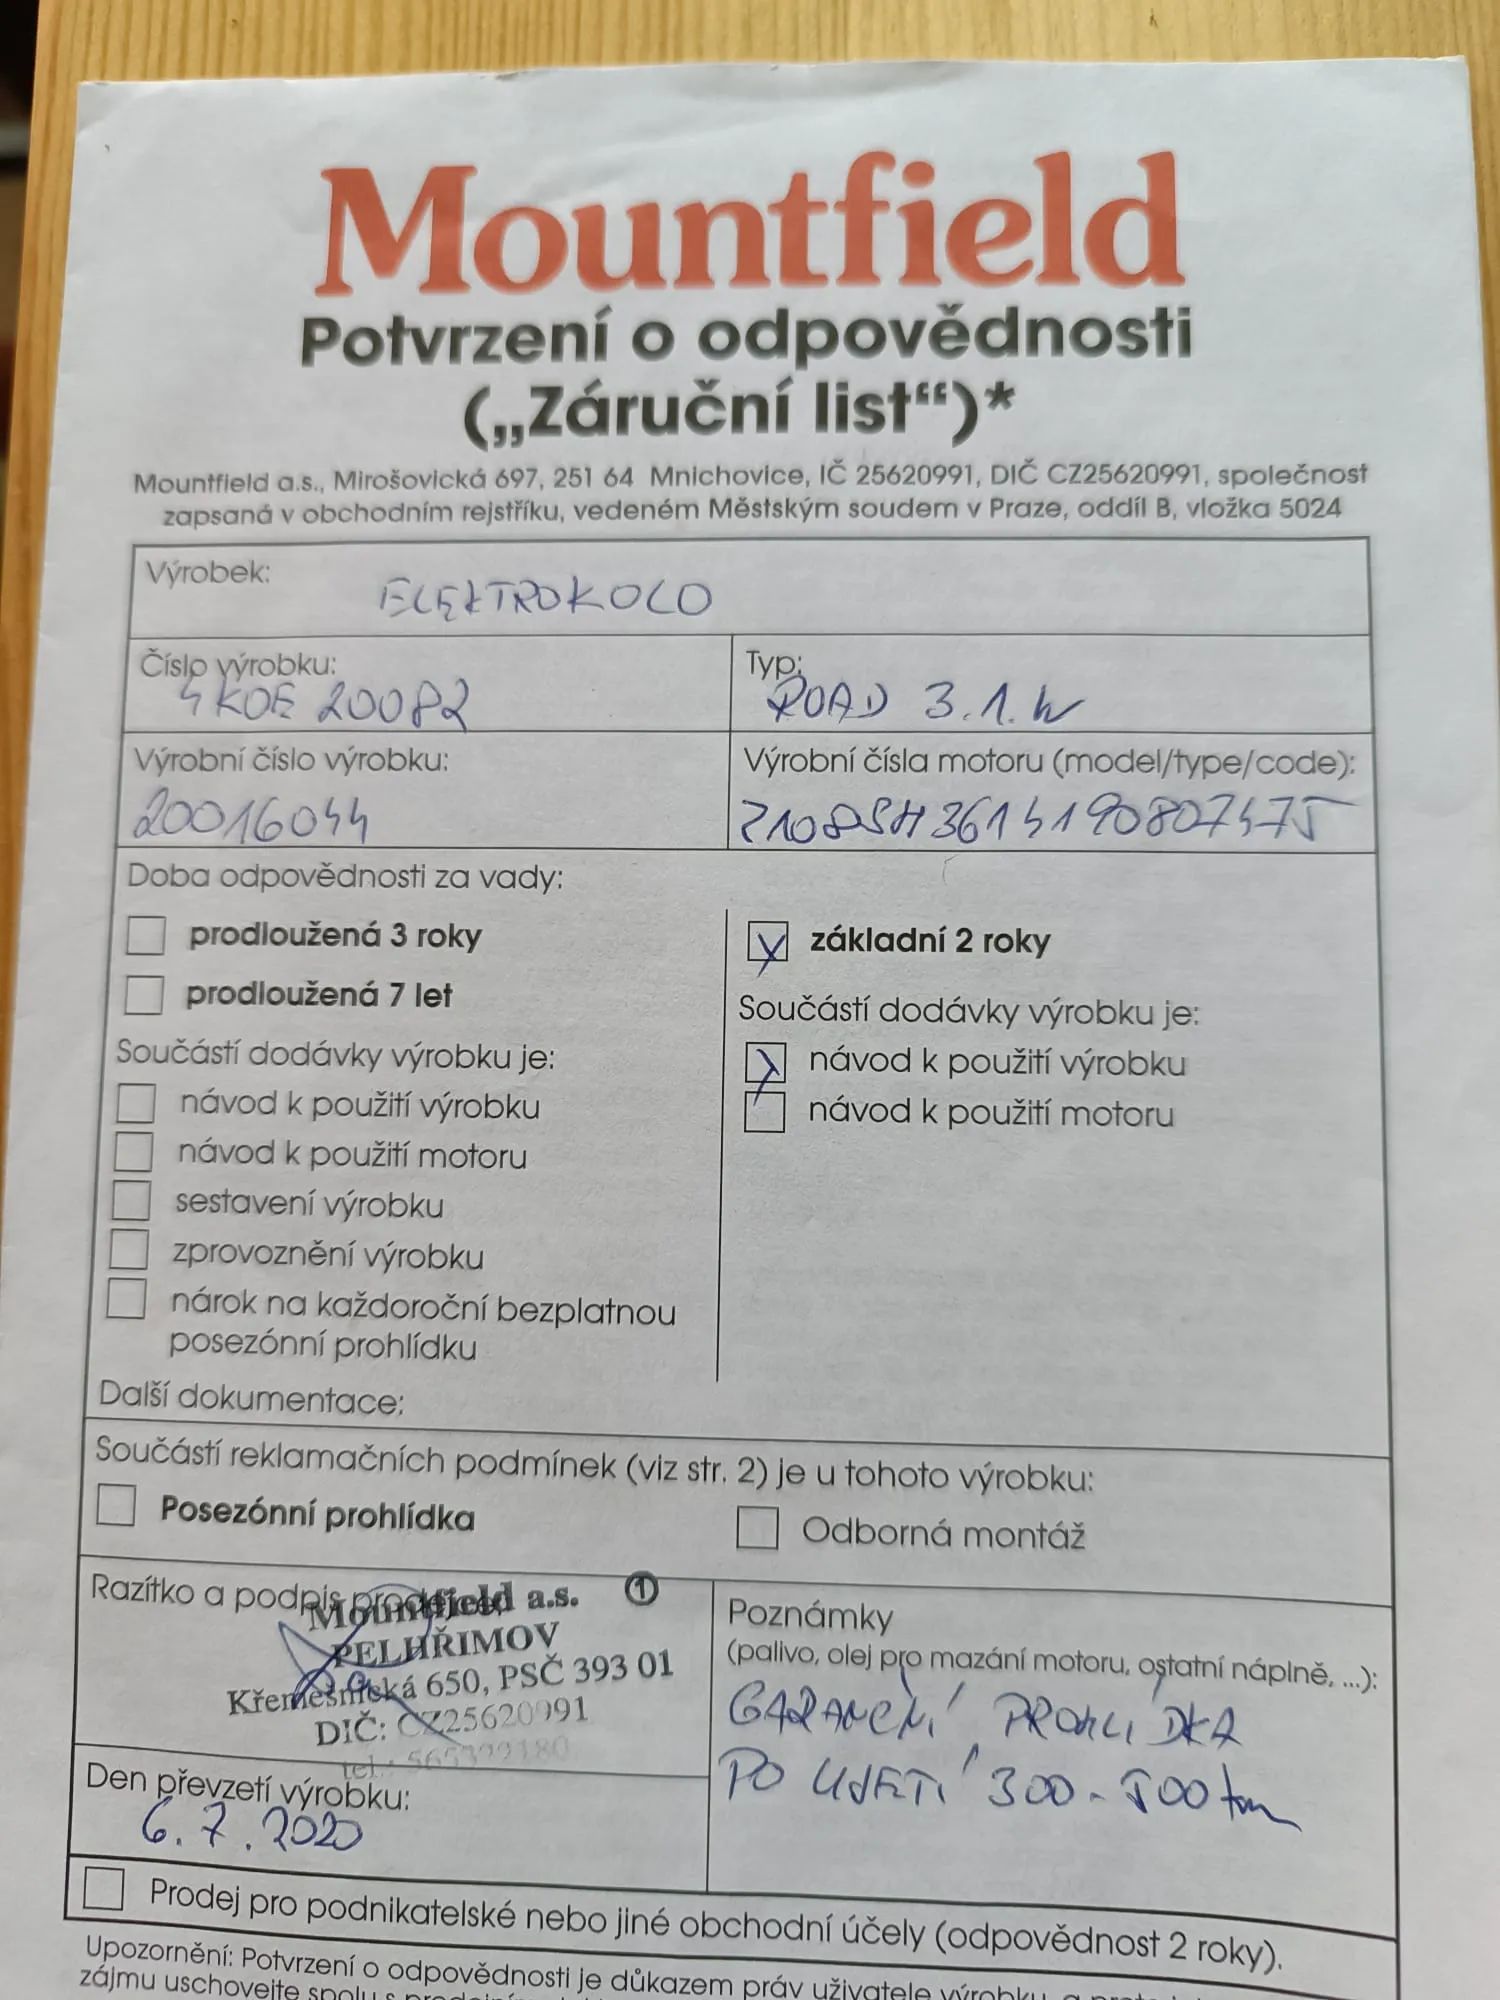 Mountfield
Potvrzení o odpovědnosti
(„Záruční list“)*
Mountfield a.s., Mirošovická 697, 251 64 Mnichovice, IČ 25620991, DIČ CZ25620991, společnost
zapsaná v obchodním rejstříku, vedeném Městským soudem v Praze, oddíl B, vložka 5024
Výrobek: ELEKTROKOLO
Číslo výrobku: Typ:
4KOE 20082 ROAD 3.1.W
Výrobní číslo výrobku: Výrobní čísla motoru (model/type/code):
20016044
Doba odpovědnosti za vady:
prodloužená 3 roky
prodloužená 7 let
Součástí dodávky výrobku je:
návod k použití výrobku
návod k použití motoru
sestavení výrobku
zprovoznění výrobku
nárok na každoroční bezplatnou
posezónní prohlídku
X základní 2 roky
Součástí dodávky výrobku je:
X návod k použití výrobku
návod k použití motoru
Další dokumentace:
Součástí reklamačních podmínek (viz str. 2) je u tohoto výrobku:
Posezónní prohlídka Odborná montáž
Razítko a podpis prodejce:
Mountfield a.s. 1
PELHŘIMOV
Křemešnická 650, PSČ 393 01
DIČ: CZ25620991
tel.:
Den převzetí výrobku:
6.7.2020
Poznámky
(palivo, olej pro mazání motoru, ostatní náplně, ...):
GARANČNÍ PROHLÍDKA
PO UJETÍ 300-500 km
Prodej pro podnikatelské nebo jiné obchodní účely (odpovědnost 2 roky).
Upozornění: Potvrzení o odpovědnosti je důkazem práv uživatele výrobku, a
zájmu uschovejte spolu s